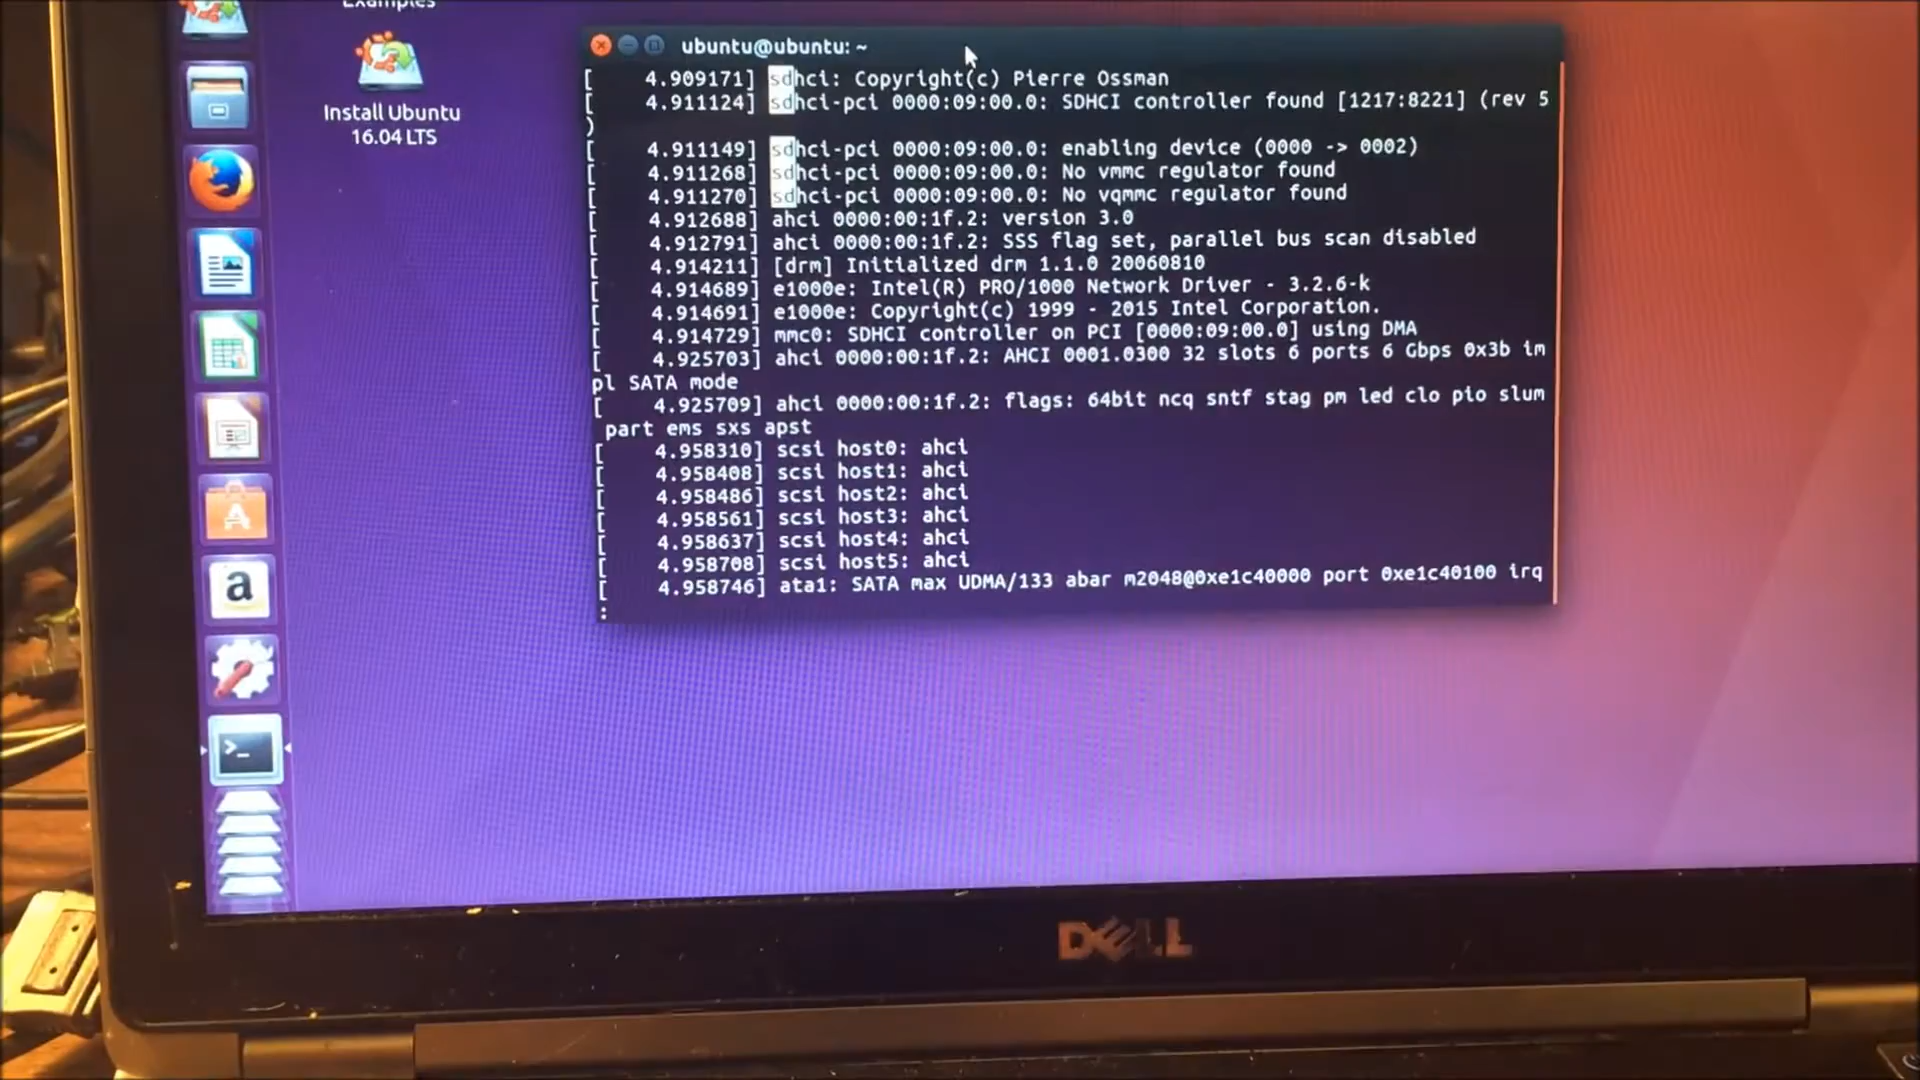 Examples
Install Ubuntu
16.04 LTS
ubuntu@ubuntu: ~
[    4.909171] sdhci: Copyright(c) Pierre Ossman
[    4.911124] sdhci-pci 0000:09:00.0: SDHCI controller found [1217:8221] (rev 5
)
[    4.911149] sdhci-pci 0000:09:00.0: enabling device (0000 -> 0002)
[    4.911268] sdhci-pci 0000:09:00.0: No vmmc regulator found
[    4.911270] sdhci-pci 0000:09:00.0: No vqmmc regulator found
[    4.912688] ahci 0000:00:1f.2: version 3.0
[    4.912791] ahci 0000:00:1f.2: SSS flag set, parallel bus scan disabled
[    4.914211] [drm] Initialized drm 1.1.0 20060810
[    4.914689] e1000e: Intel(R) PRO/1000 Network Driver - 3.2.6-k
[    4.914691] e1000e: Copyright(c) 1999 - 2015 Intel Corporation.
[    4.914729] mmc0: SDHCI controller on PCI [0000:09:00.0] using DMA
[    4.925703] ahci 0000:00:1f.2: AHCI 0001.0300 32 slots 6 ports 6 Gbps 0x3b im
pl SATA mode
[    4.925709] ahci 0000:00:1f.2: flags: 64bit ncq sntf stag pm led clo pio slum
 part ems sxs apst
[    4.958310] scsi host0: ahci
[    4.958408] scsi host1: ahci
[    4.958486] scsi host2: ahci
[    4.958561] scsi host3: ahci
[    4.958637] scsi host4: ahci
[    4.958708] scsi host5: ahci
[    4.958746] ata1: SATA max UDMA/133 abar m2048@0xe1c40000 port 0xe1c40100 irq
:
DELL